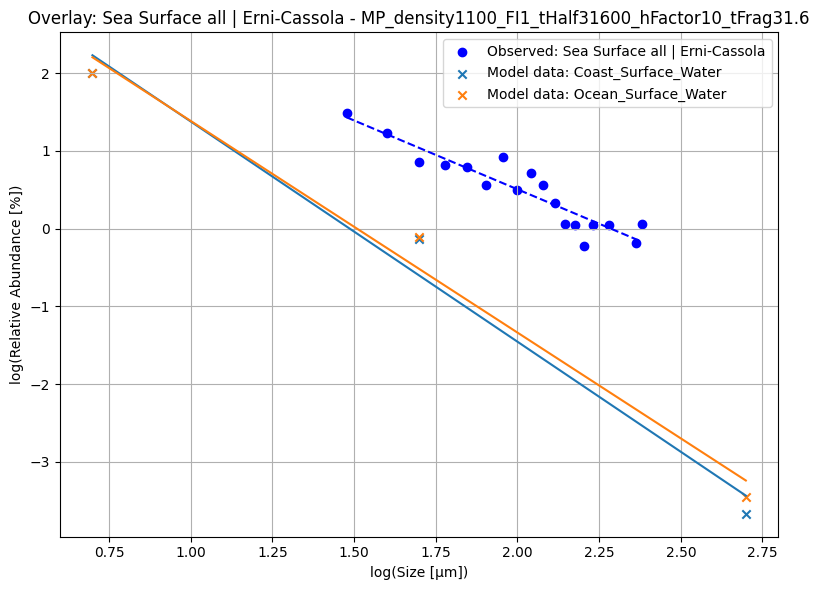 Overlay: Sea Surface all | Erni-Cassola - MP_density1100_FI1_tHalf31600_hFactor10_tFrag31.6
Observed: Sea Surface all | Erni-Cassola
Model data: Coast_Surface_Water
Model data: Ocean_Surface_Water
log(Relative Abundance [%])
2
1
0
−1
−2
−3
0.75 1.00 1.25 1.50 1.75 2.00 2.25 2.50 2.75
log(Size [μm])